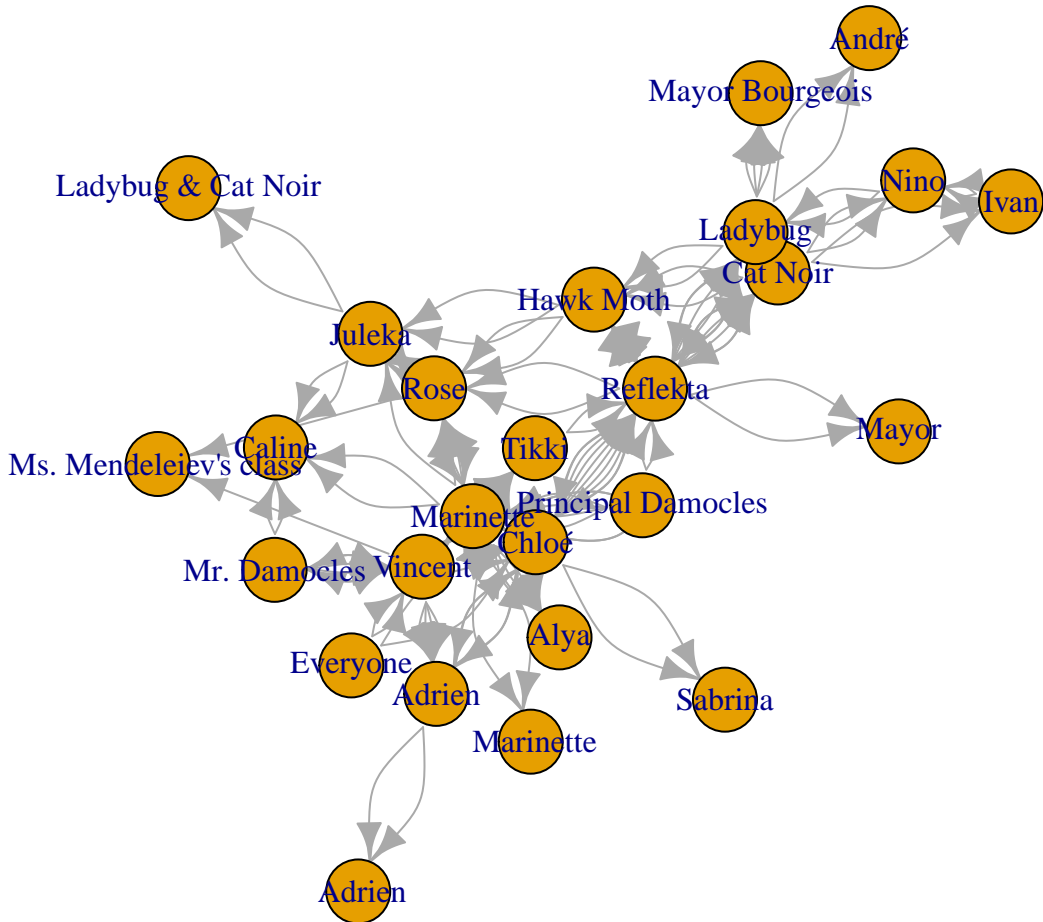 André
Mayor Bourgeois
Nino
Ladybug & Cat Noir
Ivan
Ladybug
Cat Noir
Hawk Moth
Juleka
Rose
Reflekta
Mayor
Caline
Tikki
Ms. Mendeleiev's class
Principal Damocles
Marinette
Chloé
Vincent
Mr. Damocles
Alya
Everyone
Adrien
Sabrina
Marinette
Adrien